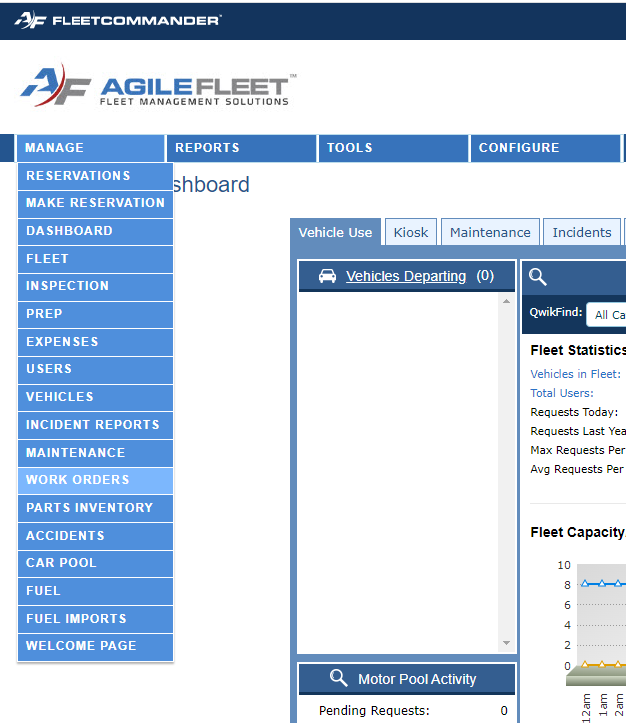 AF FLEETCOMMANDER®
AF AGILEFLEET™
FLEET MANAGEMENT SOLUTIONS
MANAGE REPORTS TOOLS CONFIGURE
shboard
RESERVATIONS
MAKE RESERVATION
DASHBOARD
FLEET
INSPECTION
PREP
EXPENSES
USERS
VEHICLES
INCIDENT REPORTS
MAINTENANCE
WORK ORDERS
PARTS INVENTORY
ACCIDENTS
CAR POOL
FUEL
FUEL IMPORTS
WELCOME PAGE
Vehicle Use Kiosk Maintenance Incidents
Vehicles Departing (0)
QwikFind: All Ca
Fleet Statistics
Vehicles in Fleet:
Total Users:
Requests Today:
Requests Last Yea
Max Requests Per
Avg Requests Per
Fleet Capacity
10
8
6
4
2
0
12am
1am
2am
Motor Pool Activity
Pending Requests: 0